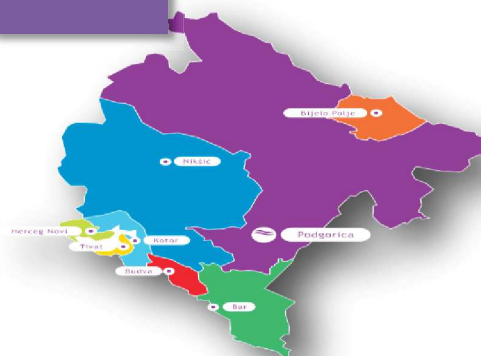 Bijelo Polje
Nikšić
Herceg Novi
Kotor
Tivat
Podgorica
Budva
Bar